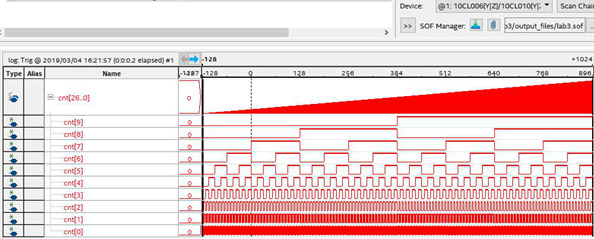 Device: @1: 10CL006(Y|Z)/10CL010(Y|Z) Scan Chain
>> SOF Manager: b3/output_files/lab3.sof
log: Trig @ 2019/03/04 16:21:57 (0:0:0.2 elapsed) #1 -128 +1024
Type Alias Name -128 -128 0 128 256 384 512 640 768 896
cnt[26..0] 0
cnt[9] 0
cnt[8] 0
cnt[7] 0
cnt[6] 0
cnt[5] 0
cnt[4] 0
cnt[3] 0
cnt[2] 0
cnt[1] 0
cnt[0] 0